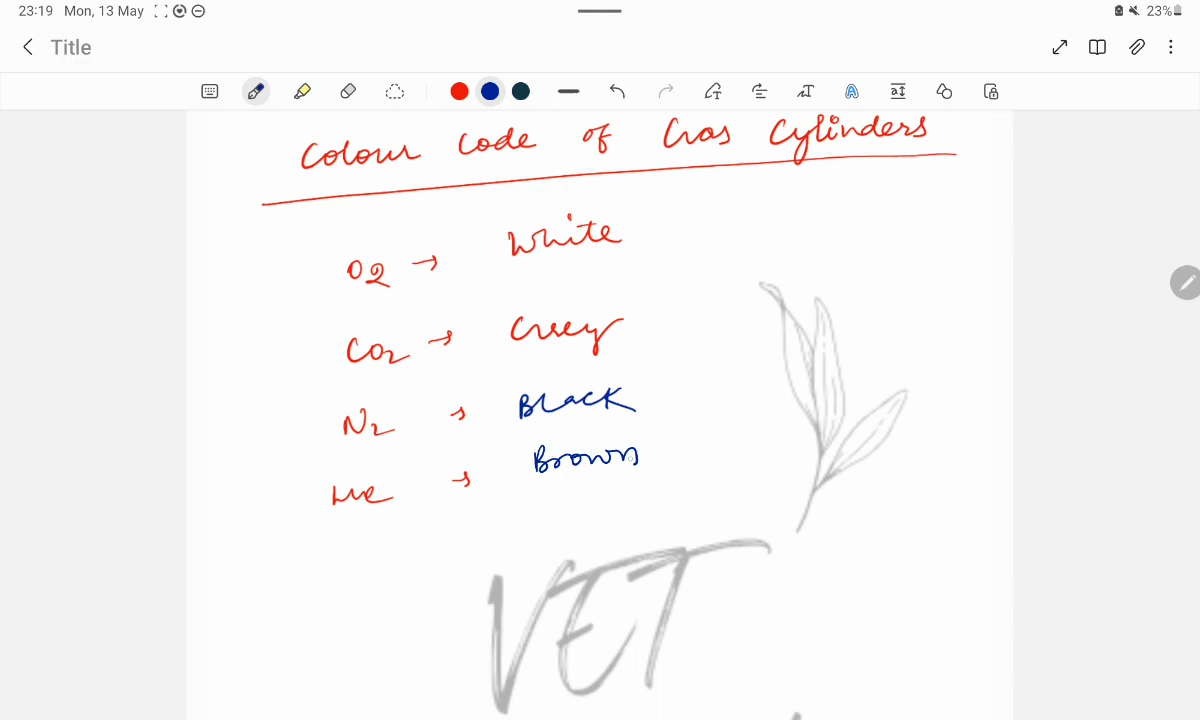 23:19 Mon, 13 May 23%
Title
Colour Code of Gas Cylinders
O2 → White
CO2 → Grey
N2 → Black
He → Brown
VET